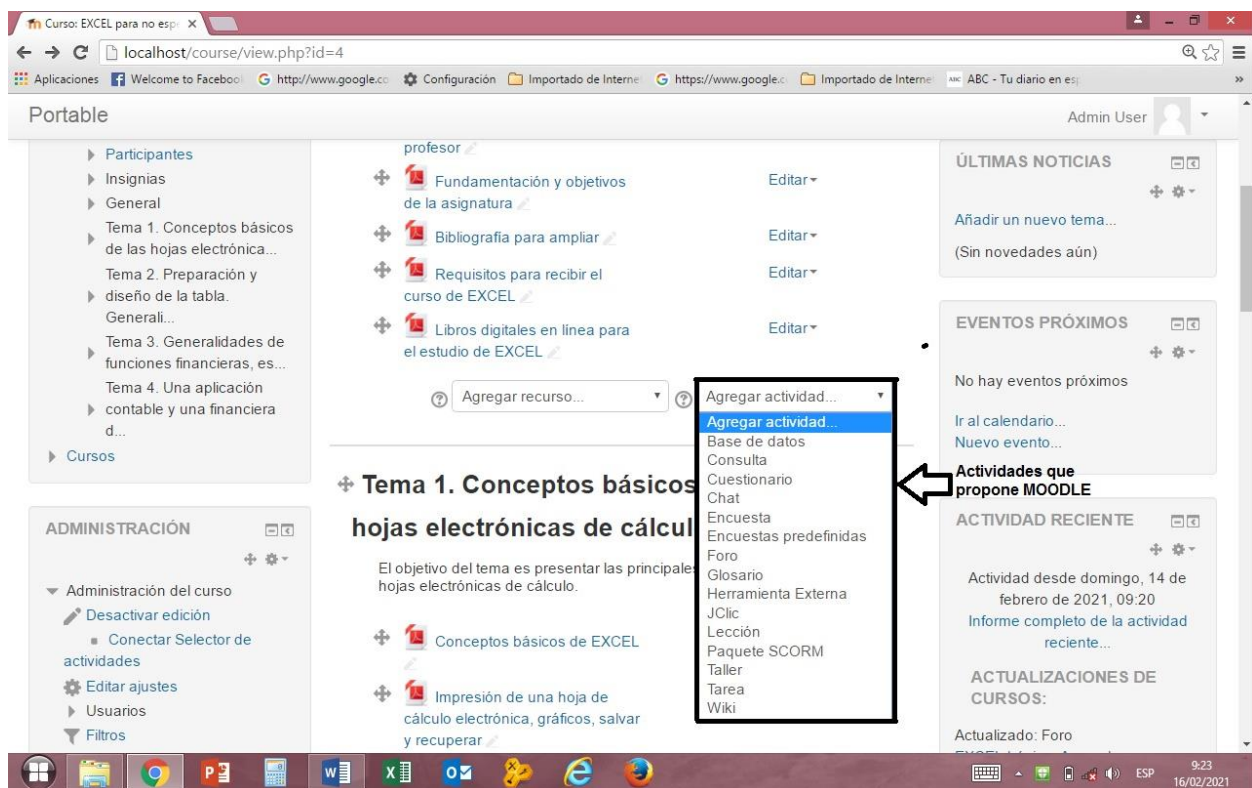 Curso: EXCEL para no esp
localhost/course/view.php?id=4
Aplicaciones Welcome to Facebook http://www.google.co Configuración Importado de Interne https://www.google.c Importado de Interne ABC - Tu diario en es
Portable
Admin User
Participantes
Insignias
General
Tema 1. Conceptos básicos
de las hojas electrónica...
Tema 2. Preparación y
diseño de la tabla.
Generali...
Tema 3. Generalidades de
funciones financieras, es...
Tema 4. Una aplicación
contable y una financiera
d...
Cursos
ADMINISTRACIÓN
Administración del curso
Desactivar edición
Conectar Selector de
actividades
Editar ajustes
Usuarios
Filtros
profesor
Fundamentación y objetivos
de la asignatura
Editar
Bibliografía para ampliar
Editar
Requisitos para recibir el
curso de EXCEL
Editar
Libros digitales en línea para
el estudio de EXCEL
Editar
Agregar recurso...
Agregar actividad...
Agregar actividad...
Base de datos
Consulta
Cuestionario
Chat
Encuesta
Encuestas predefinidas
Foro
Glosario
Herramienta Externa
JClic
Lección
Paquete SCORM
Taller
Tarea
Wiki
Actividades que
propone MOODLE
Tema 1. Conceptos básicos
hojas electrónicas de cálcul
El objetivo del tema es presentar las principales
hojas electrónicas de cálculo.
Conceptos básicos de EXCEL
Impresión de una hoja de
cálculo electrónica, gráficos, salvar
y recuperar
ÚLTIMAS NOTICIAS
Añadir un nuevo tema...
(Sin novedades aún)
EVENTOS PRÓXIMOS
No hay eventos próximos
Ir al calendario...
Nuevo evento...
ACTIVIDAD RECIENTE
Actividad desde domingo, 14 de
febrero de 2021, 09:20
Informe completo de la actividad
reciente...
ACTUALIZACIONES DE
CURSOS:
Actualizado: Foro
ESP
9:23
16/02/2021